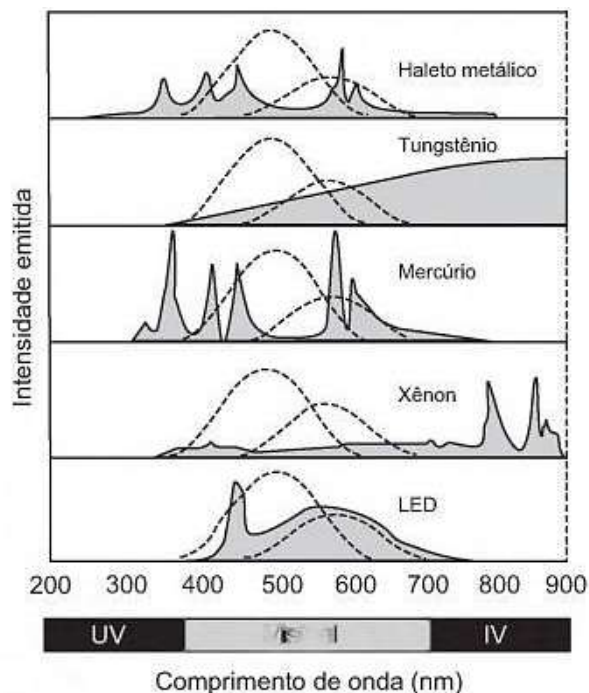 Haleto metálico
Tungstênio
Mercúrio
Xênon
LED
Intensidade emitida
200 300 400 500 600 700 800 900
UV IV
Comprimento de onda (nm)